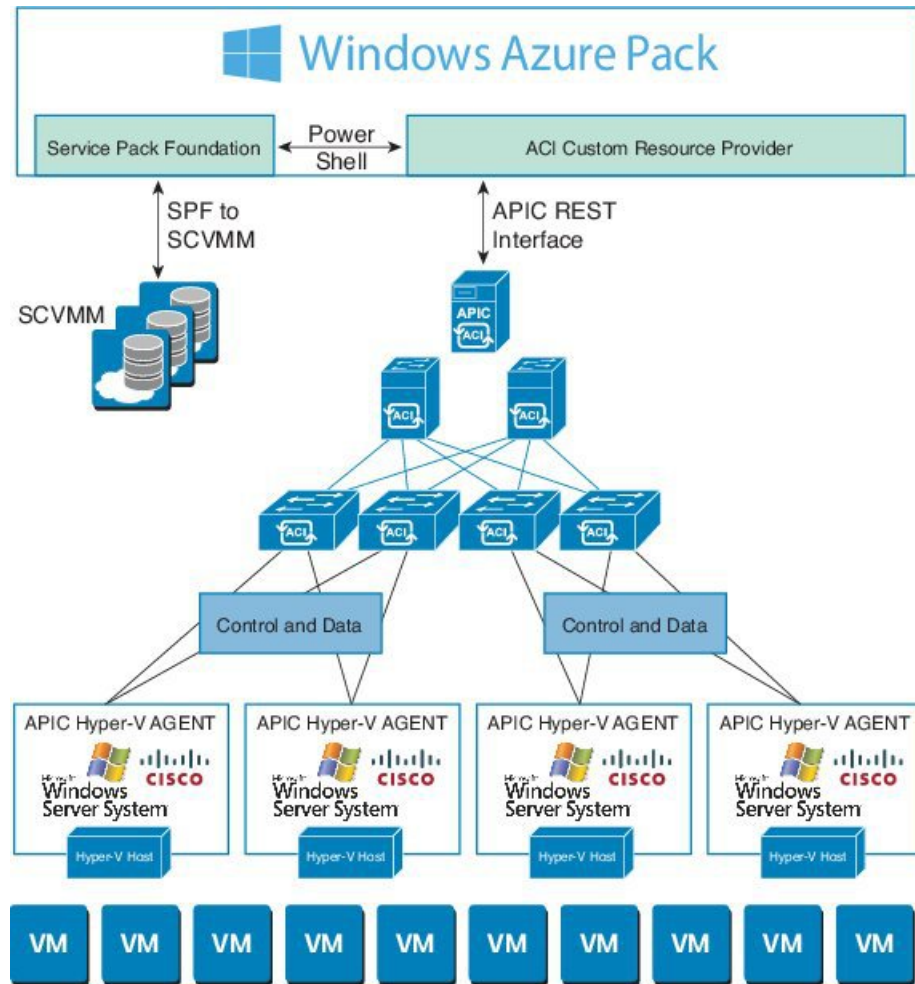 Windows Azure Pack
Service Pack Foundation
Power
Shell
ACI Custom Resource Provider
SPF to
SCVMM
APIC REST
Interface
SCVMM
APIC
ACI
ACI
ACI
ACI
ACI
ACI
ACI
Control and Data
Control and Data
APIC Hyper-V AGENT
Windows
Server System
CISCO
Hyper-V Host
APIC Hyper-V AGENT
Windows
Server System
CISCO
Hyper-V Host
APIC Hyper-V AGENT
Windows
Server System
CISCO
Hyper-V Host
APIC Hyper-V AGENT
Windows
Server System
CISCO
Hyper-V Host
VM
VM
VM
VM
VM
VM
VM
VM
VM
VM